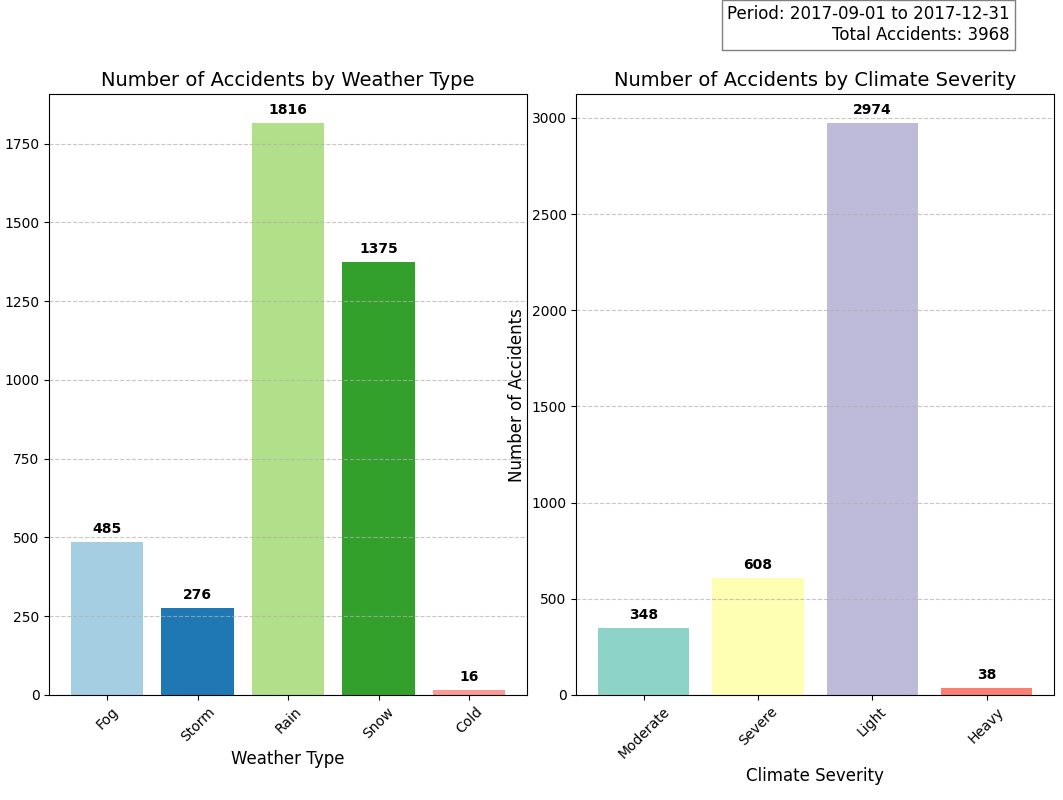 Period: 2017-09-01 to 2017-12-31
Total Accidents: 3968
Number of Accidents by Weather Type
1816
1375
485
276
16
1750
1500
1250
1000
750
500
250
0
Fog
Storm
Rain
Snow
Cold
Weather Type
Number of Accidents by Climate Severity
2974
608
348
38
Number of Accidents
3000
2500
2000
1500
1000
500
0
Moderate
Severe
Light
Heavy
Climate Severity